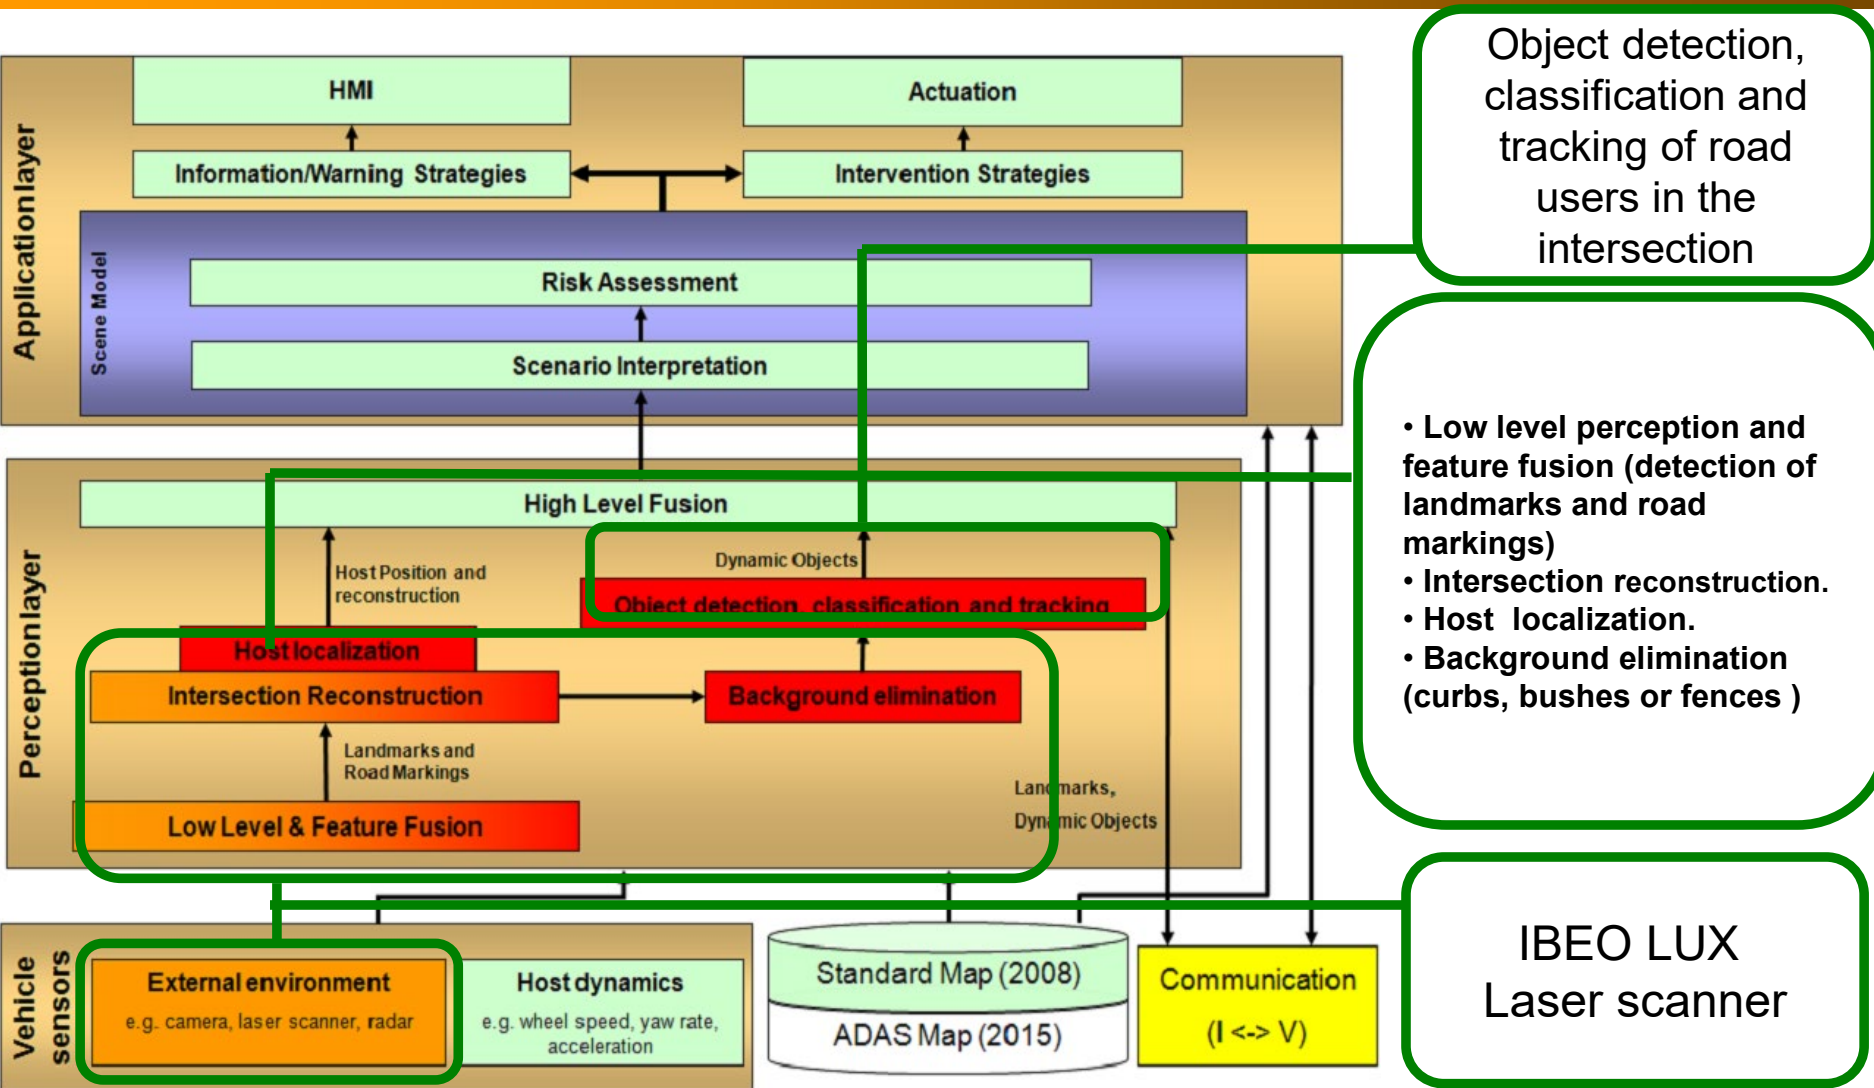 Object detection,
classification and
tracking of road
users in the
intersection
Application layer
HMI
Actuation
Information/Warning Strategies
Intervention Strategies
Scene Model
Risk Assessment
Scenario Interpretation
• Low level perception and
feature fusion (detection of
landmarks and road
markings)
• Intersection reconstruction.
• Host localization.
• Background elimination
(curbs, bushes or fences )
Perception layer
High Level Fusion
Host Position and
reconstruction
Dynamic Objects
Object detection, classification and tracking
Host localization
Intersection Reconstruction
Background elimination
Landmarks and
Road Markings
Landmarks,
Dynamic Objects
Low Level & Feature Fusion
Vehicle
sensors
External environment
e.g. camera, laser scanner, radar
Host dynamics
e.g. wheel speed, yaw rate,
acceleration
Standard Map (2008)
ADAS Map (2015)
Communication
(I <-> V)
IBEO LUX
Laser scanner